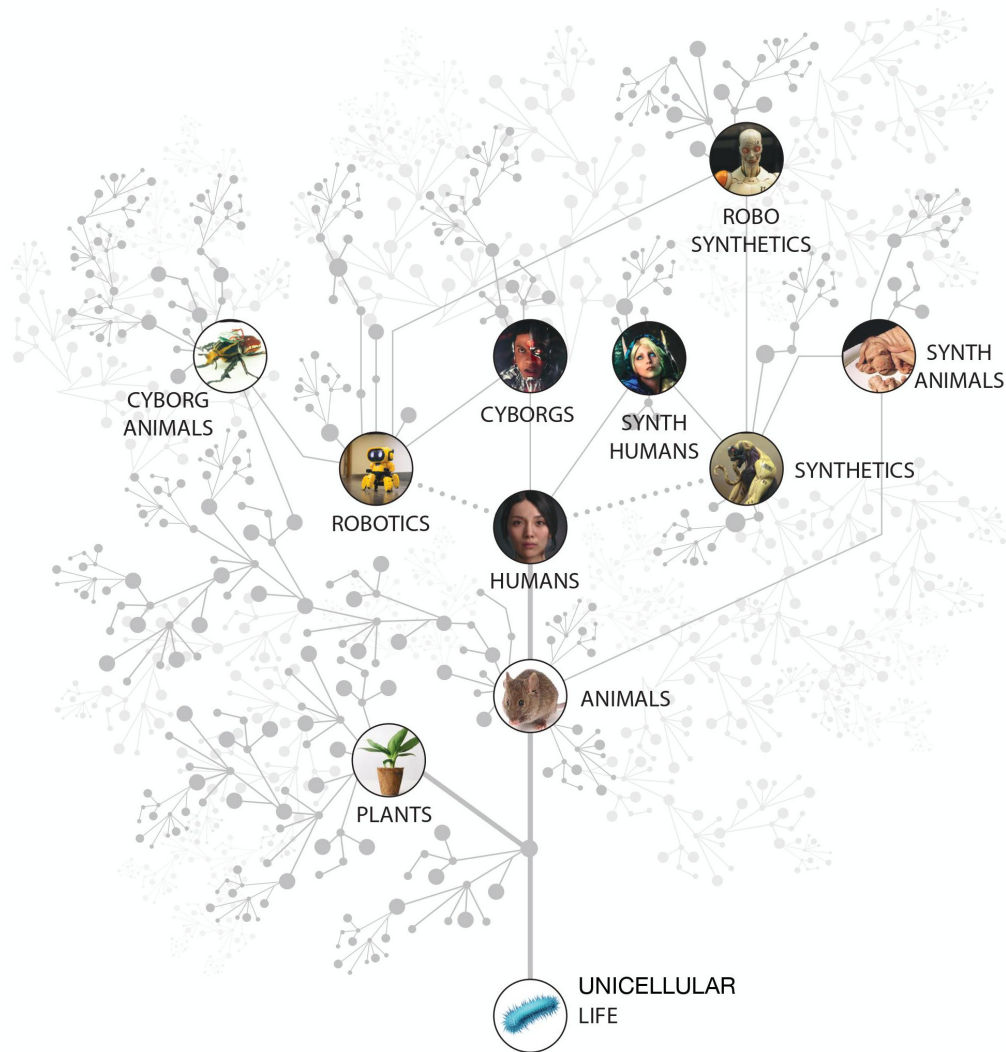 ROBO
SYNTHETICS
CYBORG
ANIMALS
CYBORGS
SYNTH
HUMANS
SYNTH
ANIMALS
ROBOTICS
SYNTHETICS
HUMANS
ANIMALS
PLANTS
UNICELLULAR
LIFE